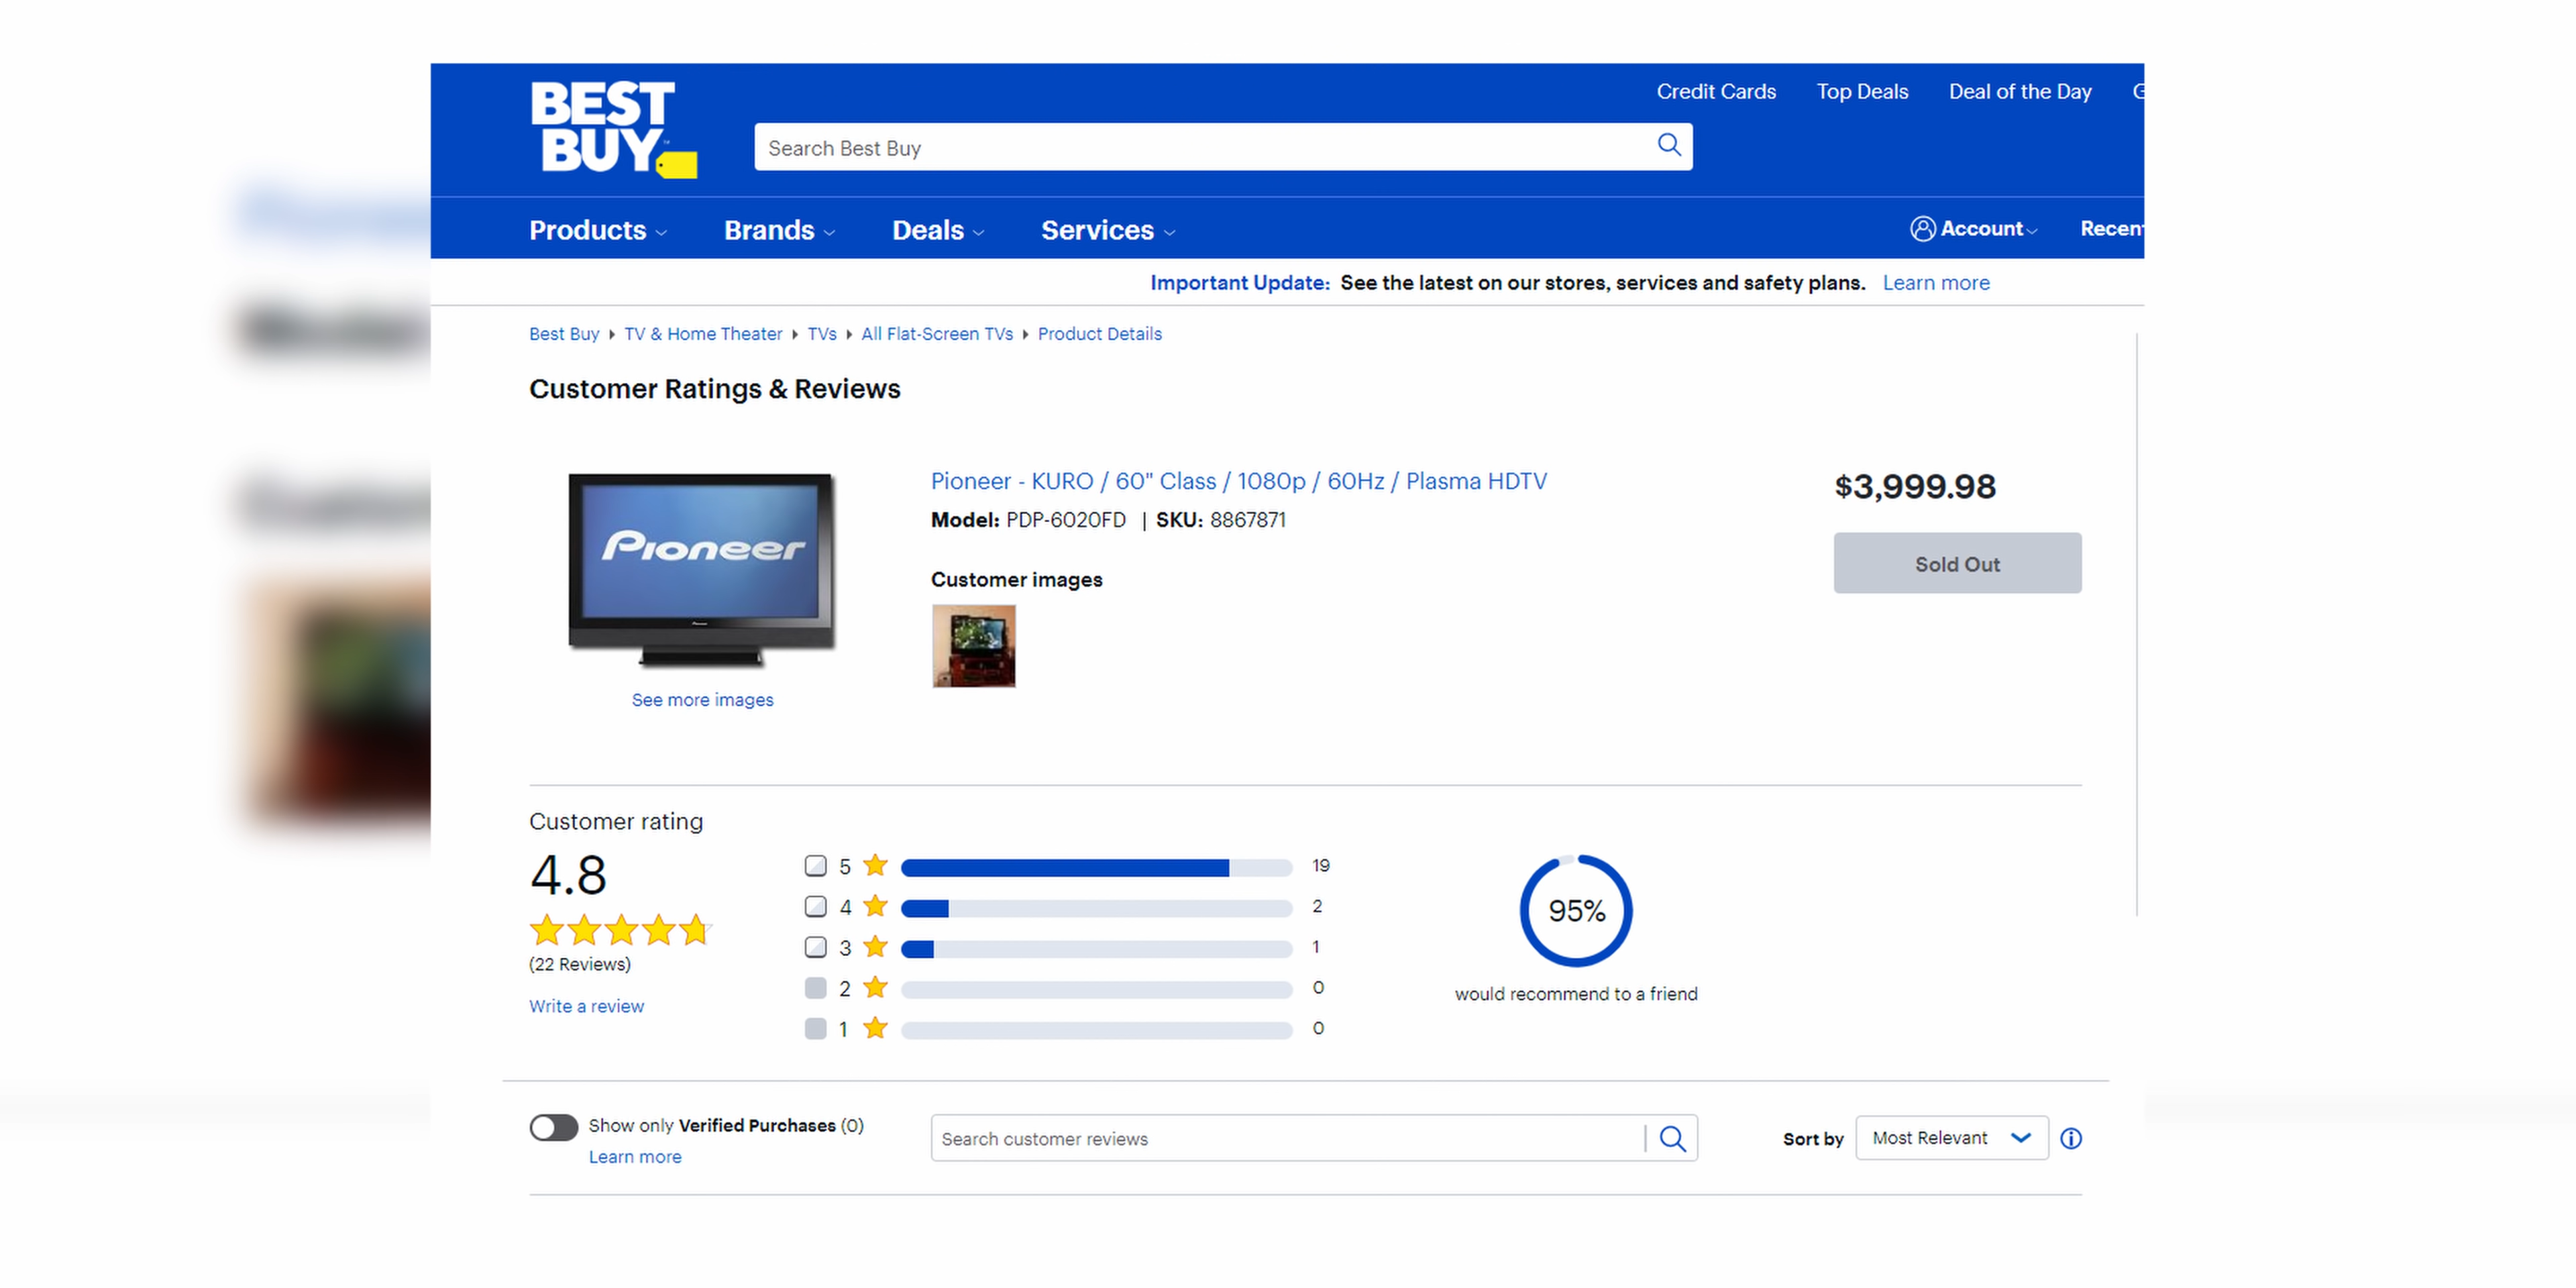 BEST
BUY
Credit Cards Top Deals Deal of the Day
Search Best Buy
Products Brands Deals Services Account
Important Update: See the latest on our stores, services and safety plans. Learn more
Best Buy TV & Home Theater TVs All Flat-Screen TVs Product Details
Customer Ratings & Reviews
Pioneer - KURO / 60" Class / 1080p / 60Hz / Plasma HDTV
$3,999.98
Model: PDP-6020FD | SKU: 8867871
Pioneer
Sold Out
Customer images
See more images
Customer rating
4.8
(22 Reviews)
Write a review
5 19
4 2
3 1
2 0
1 0
95%
would recommend to a friend
Show only Verified Purchases (0)
Learn more
Search customer reviews
Sort by Most Relevant